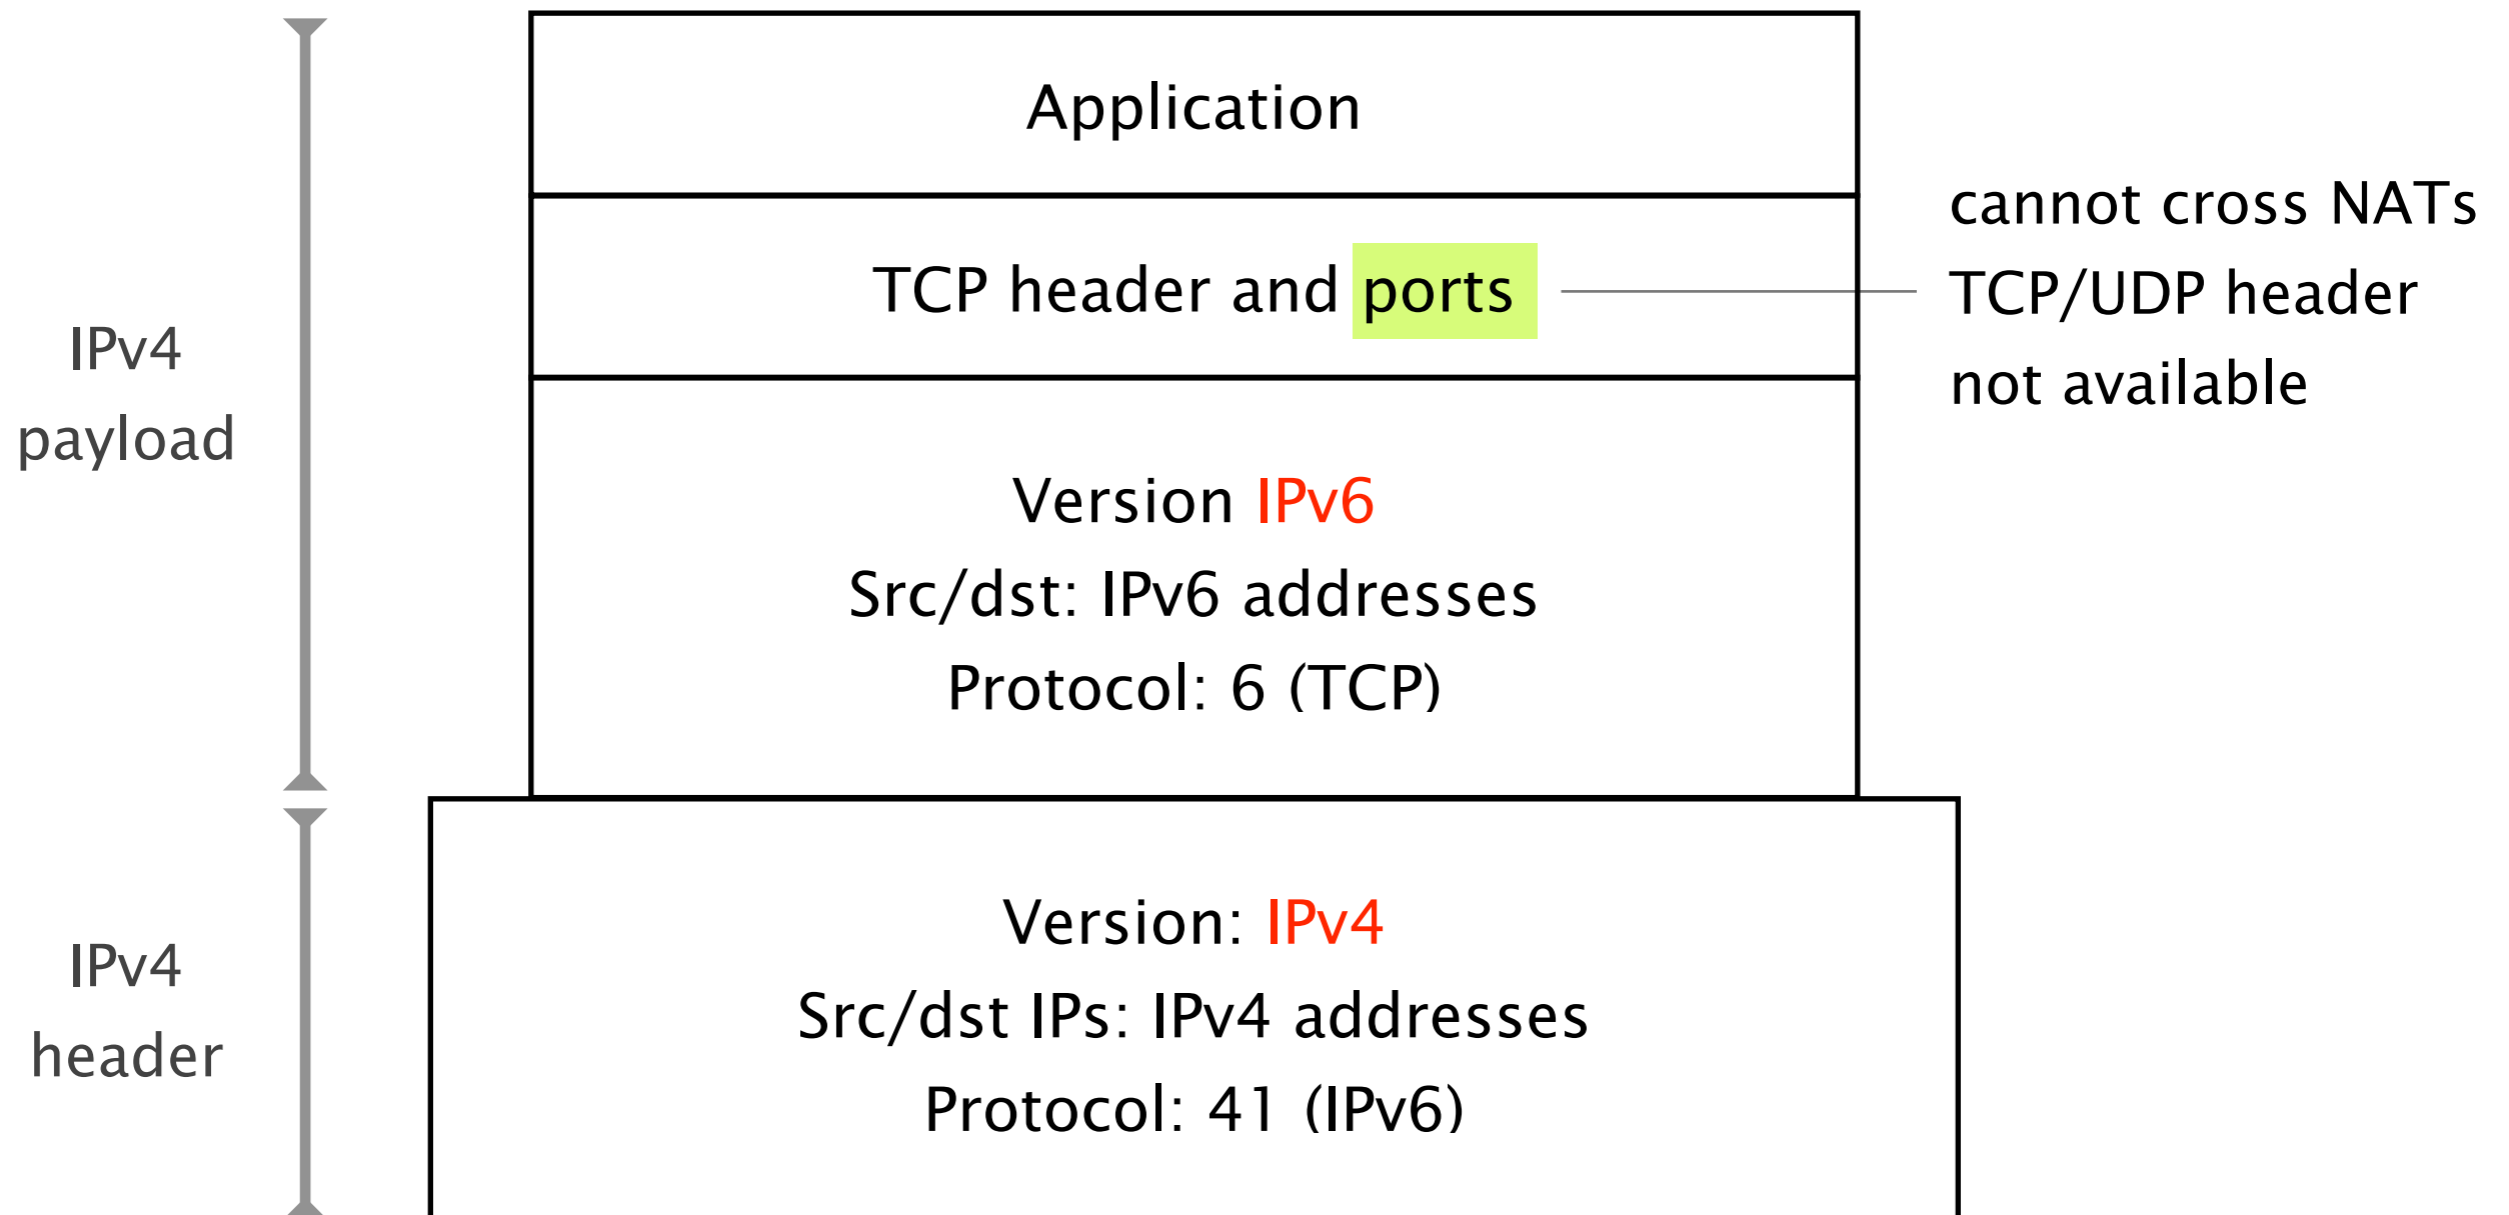 Application
TCP header and ports
cannot cross NATs
TCP/UDP header
not available
IPv4
payload
Version IPv6
Src/dst: IPv6 addresses
Protocol: 6 (TCP)
IPv4
header
Version: IPv4
Src/dst IPs: IPv4 addresses
Protocol: 41 (IPv6)